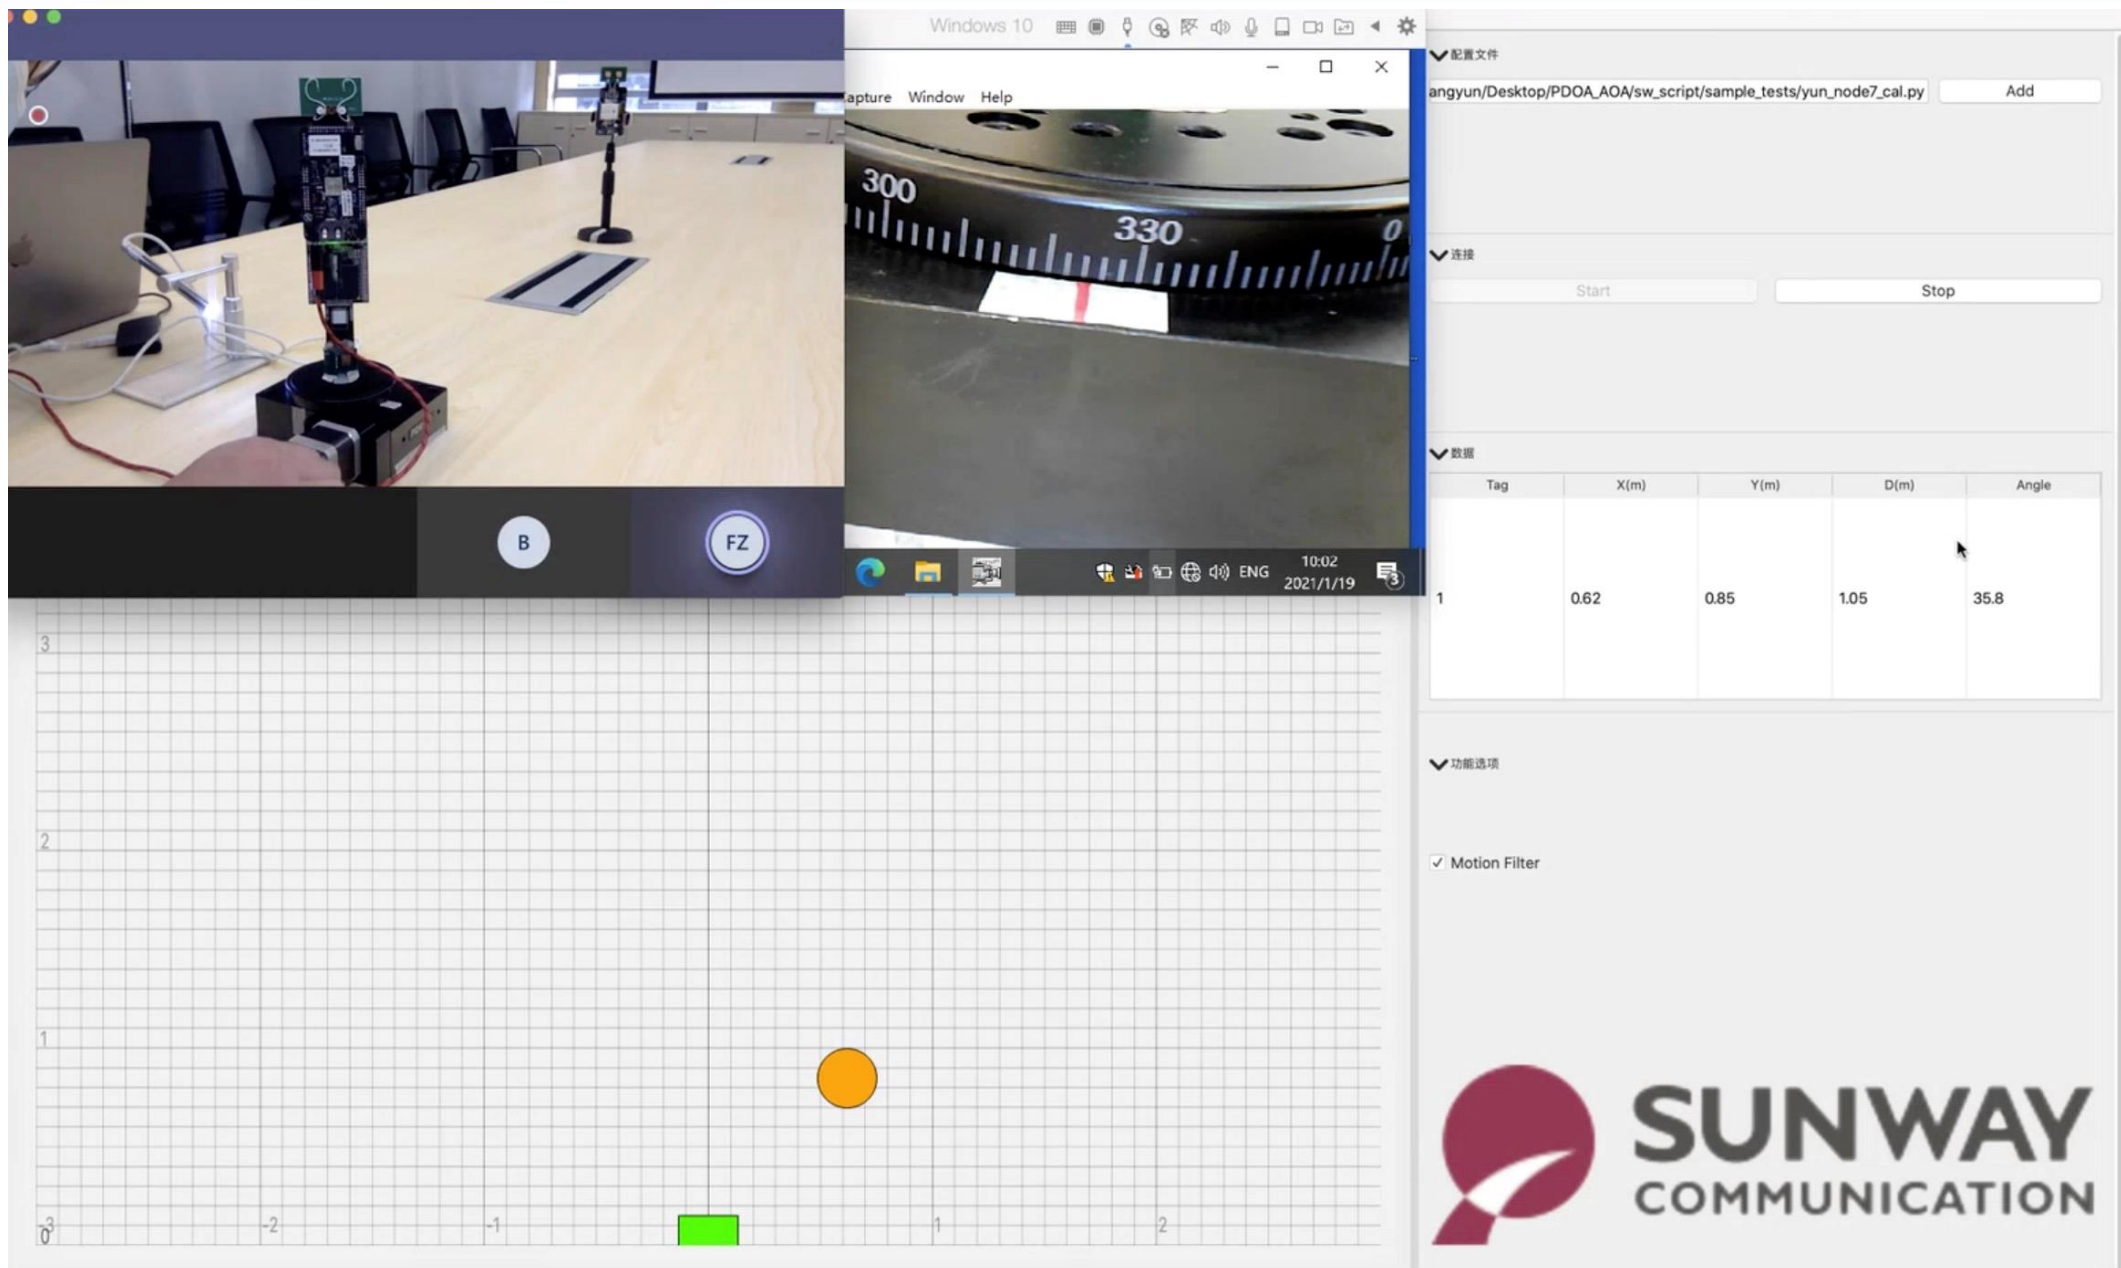 Windows 10
Capture Window Help
300
330
0
B
FZ
ENG
10:02
2021/1/19
3
配置文件
angyun/Desktop/PDOA_AOA/sw_script/sample_tests/yun_node7_cal.py
Add
连接
Start
Stop
数据
Tag X(m) Y(m) D(m) Angle
1 0.62 0.85 1.05 35.8
功能选项
Motion Filter
3
2
1
0
-3 -2 -1 1 2
SUNWAY
COMMUNICATION